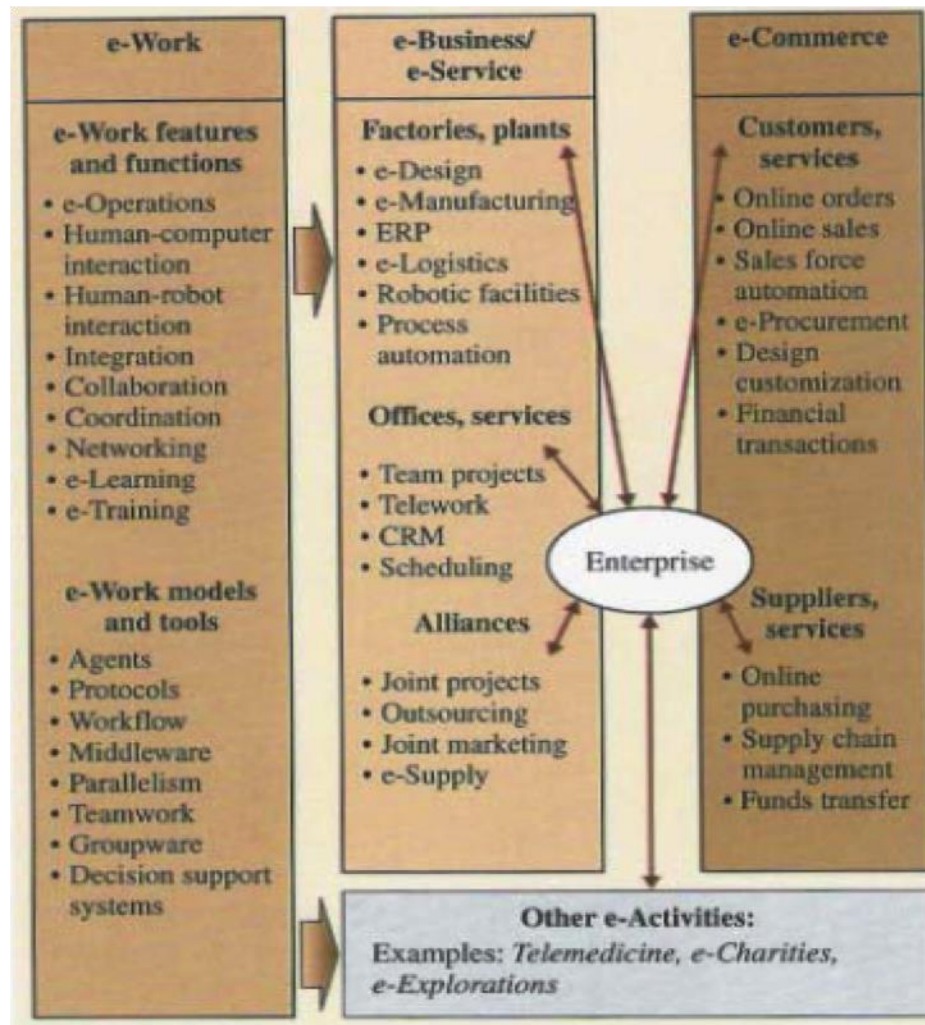 e-Work
e-Work features
and functions
• e-Operations
• Human-computer
interaction
• Human-robot
interaction
• Integration
• Collaboration
• Coordination
• Networking
• e-Learning
• e-Training
e-Work models
and tools
• Agents
• Protocols
• Workflow
• Middleware
• Parallelism
• Teamwork
• Groupware
• Decision support
systems
e-Business/
e-Service
Factories, plants
• e-Design
• e-Manufacturing
• ERP
• e-Logistics
• Robotic facilities
• Process
automation
Offices, services
• Team projects
• Telework
• CRM
• Scheduling
Alliances
• Joint projects
• Outsourcing
• Joint marketing
• e-Supply
Enterprise
e-Commerce
Customers,
services
• Online orders
• Online sales
• Sales force
automation
• e-Procurement
• Design
customization
• Financial
transactions
Suppliers,
services
• Online
purchasing
• Supply chain
management
• Funds transfer
Other e-Activities:
Examples: Telemedicine, e-Charities,
e-Explorations